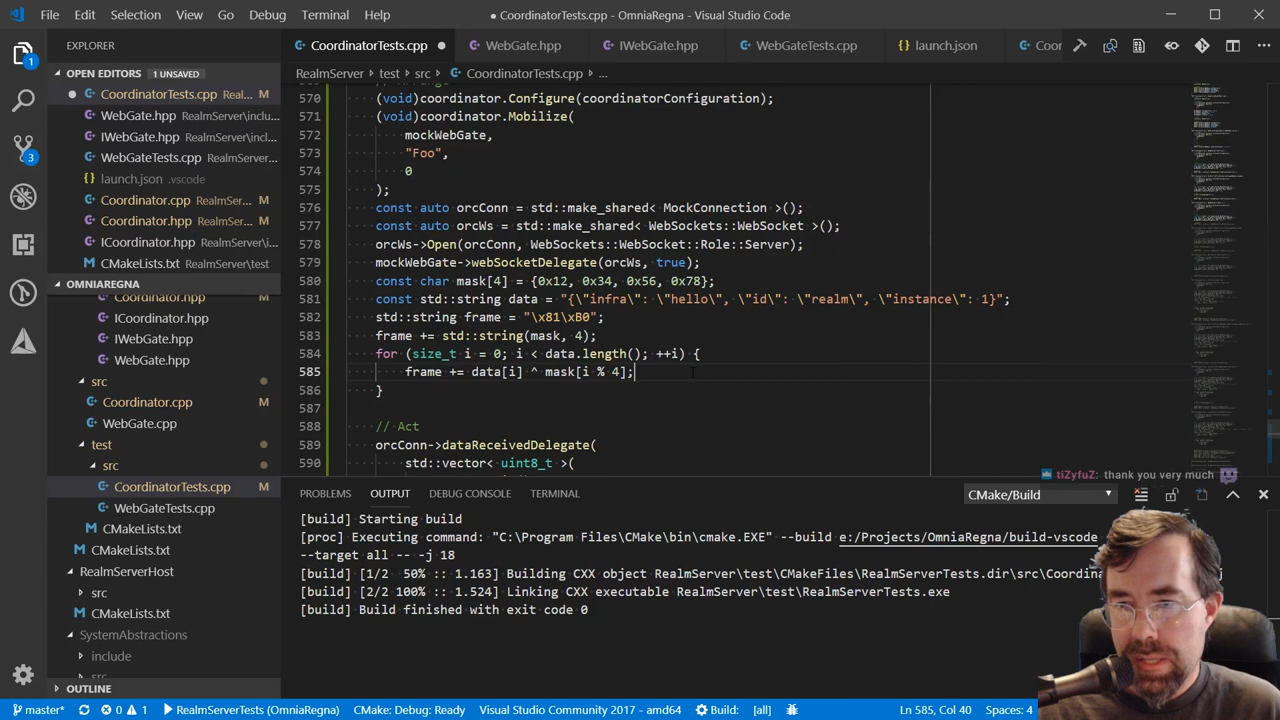 File Edit Selection View Go Debug Terminal Help
● CoordinatorTests.cpp - OmniaRegna - Visual Studio Code
EXPLORER
OPEN EDITORS 1 UNSAVED
CoordinatorTests.cpp Real... M
WebGate.hpp RealmServer\inclu...
IWebGate.hpp RealmServer\incl...
WebGateTests.cpp RealmServer...
launch.json .vscode
Coordinator.cpp RealmSer... M
Coordinator.hpp RealmSer... M
ICoordinator.hpp RealmServer\in...
CMakeLists.txt RealmServer\test
OMNIAREGNA
Coordinator.hpp M
ICoordinator.hpp
IWebGate.hpp
WebGate.hpp
src
Coordinator.cpp M
WebGate.cpp
test
src
CoordinatorTests.cpp M
WebGateTests.cpp
CMakeLists.txt
CMakeLists.txt
RealmServerHost
src
CMakeLists.txt
SystemAbstractions
include
src
OUTLINE
CoordinatorTests.cpp ● WebGate.hpp IWebGate.hpp WebGateTests.cpp launch.json Coor
RealmServer › test › src › CoordinatorTests.cpp › ...
570 (void)coordinator.Configure(coordinatorConfiguration);
571 (void)coordinator.Mobilize(
572 mockWebGate,
573 "Foo",
574 0
575 );
576 const auto orcConn = std::make_shared< MockConnection >();
577 const auto orcWs = std::make_shared< WebSockets::WebSocket >();
578 orcWs->Open(orcConn, WebSockets::WebSocket::Role::Server);
579 mockWebGate->webSocketDelegate(orcWs, true);
580 const char mask[4] = {0x12, 0x34, 0x56, 0x78};
581 const std::string data = "{\"infra\": \"hello\", \"id\": \"realm\", \"instance\": 1}";
582 std::string frame = "\x81\xB0";
583 frame += std::string(mask, 4);
584 for (size_t i = 0; i < data.length(); ++i) {
585 frame += data[i] ^ mask[i % 4];
586 }
587
588 // Act
589 orcConn->dataReceivedDelegate(
590 std::vector< uint8_t >(
tiZyfuZ: thank you very much
PROBLEMS OUTPUT DEBUG CONSOLE TERMINAL CMake/Build
[build] Starting build
[proc] Executing command: "C:\Program Files\CMake\bin\cmake.EXE" --build e:/Projects/OmniaRegna/build-vscode
--target all -- -j 18
[build] [1/2 50% :: 1.163] Building CXX object RealmServer\test\CMakeFiles\RealmServerTests.dir\src\Coordina
[build] [2/2 100% :: 1.524] Linking CXX executable RealmServer\test\RealmServerTests.exe
[build] Build finished with exit code 0
master* 0 1 RealmServerTests (OmniaRegna) CMake: Debug: Ready Visual Studio Community 2017 - amd64 Build: [all] Ln 585, Col 40 Spaces: 4